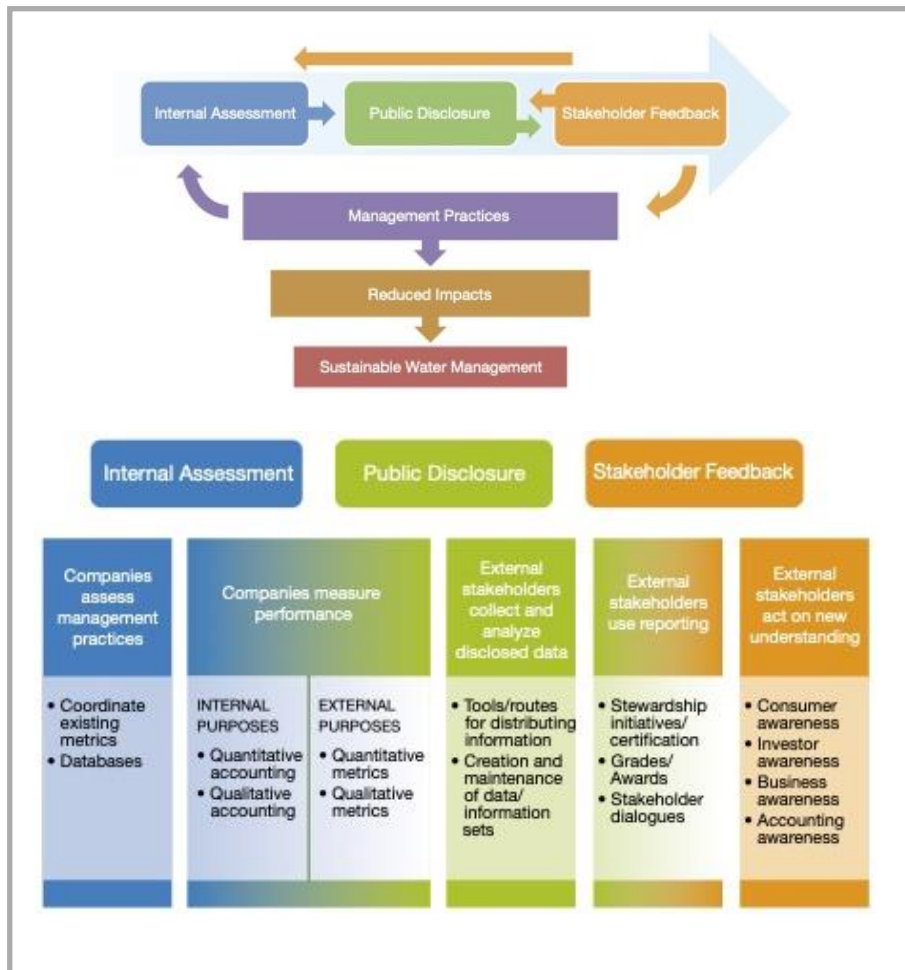 Internal Assessment
Public Disclosure
Stakeholder Feedback
Management Practices
Reduced Impacts
Sustainable Water Management
Internal Assessment
Public Disclosure
Stakeholder Feedback
Companies
assess
management
practices
• Coordinate
existing
metrics
• Databases
Companies measure
performance
INTERNAL
PURPOSES
• Quantitative
accounting
• Qualitative
accounting
EXTERNAL
PURPOSES
• Quantitative
metrics
• Qualitative
metrics
External
stakeholders
collect and
analyze
disclosed data
• Tools/routes
for distributing
information
• Creation and
maintenance
of data/
information
sets
External
stakeholders
use reporting
• Stewardship
initiatives/
certification
• Grades/
Awards
• Stakeholder
dialogues
External
stakeholders
act on new
understanding
• Consumer
awareness
• Investor
awareness
• Business
awareness
• Accounting
awareness